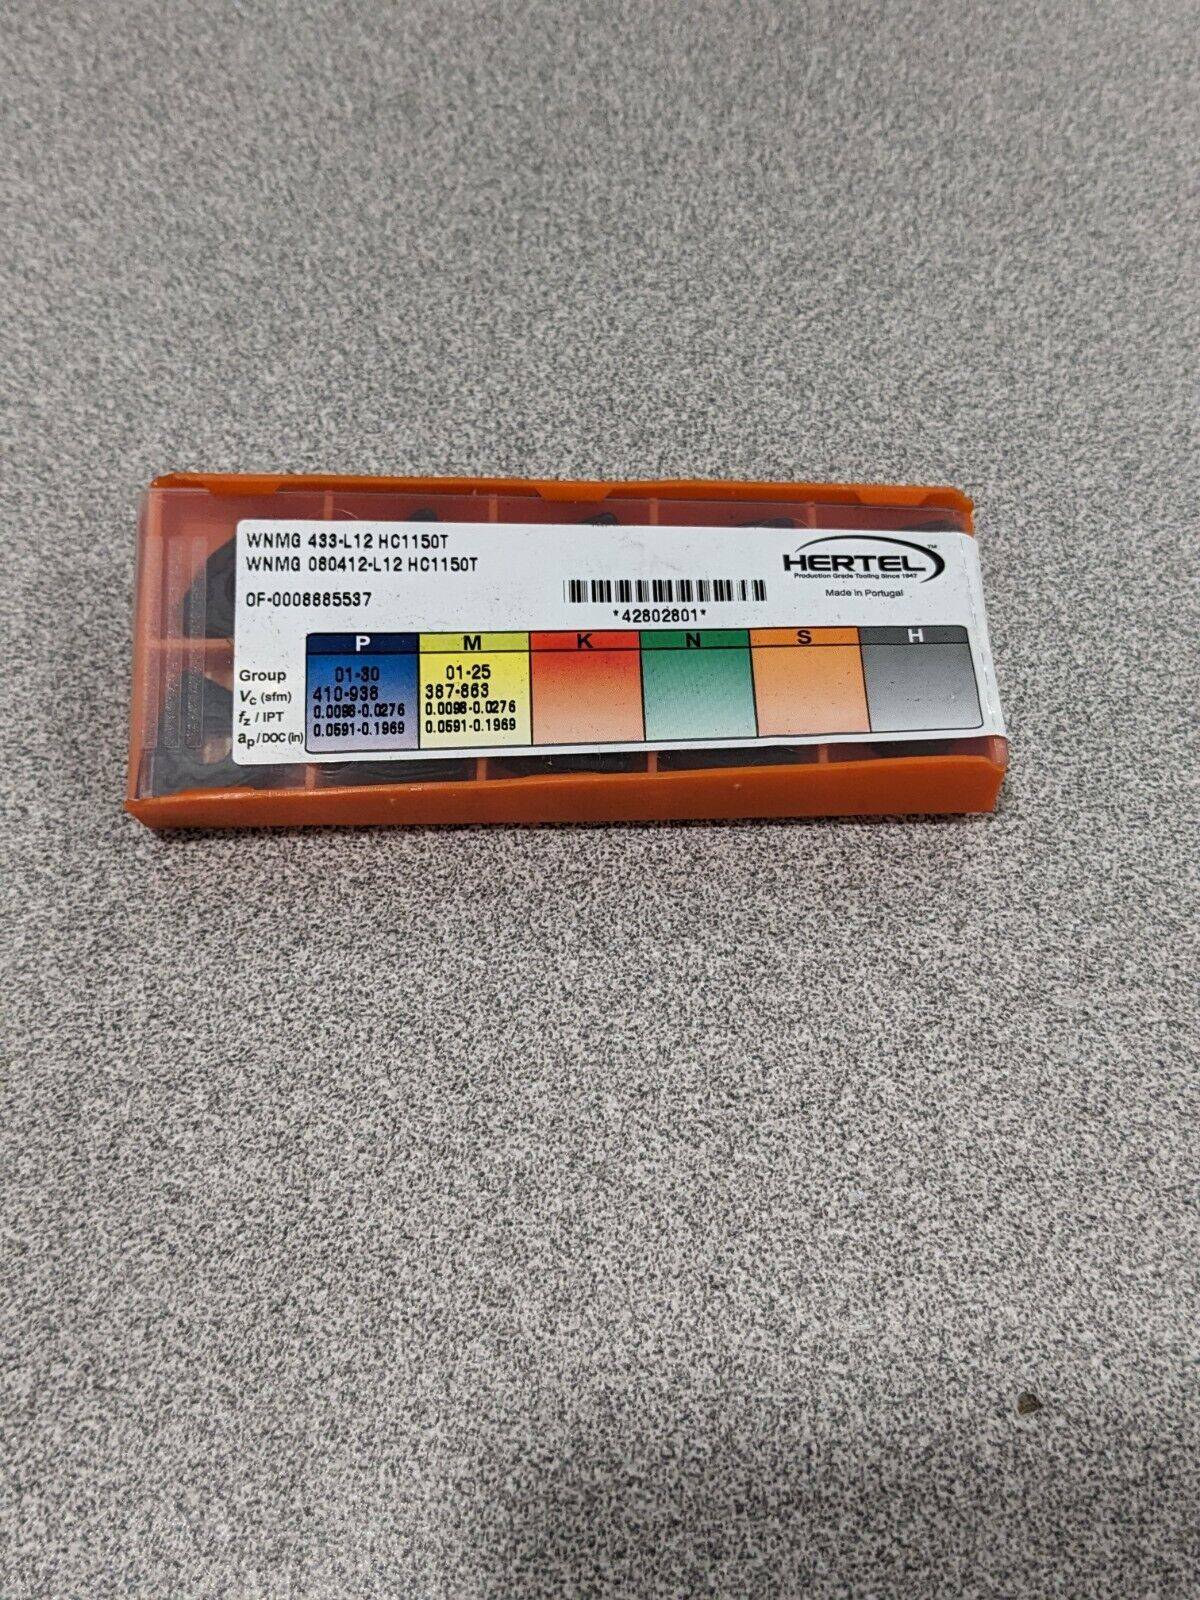 WNMG 433-L12 HC1150T
WNMG 080412-L12 HC1150T
OF-0008885537
*42802801*
HERTEL™
Production Grade Tooling Since 1947
Made in Portugal
P M K N S H
Group 01-30 01-25
Vc (sfm) 410-938 387-863
fz / IPT 0.0098-0.0276 0.0098-0.0276
ap / DOC (in) 0.0591-0.1969 0.0591-0.1969